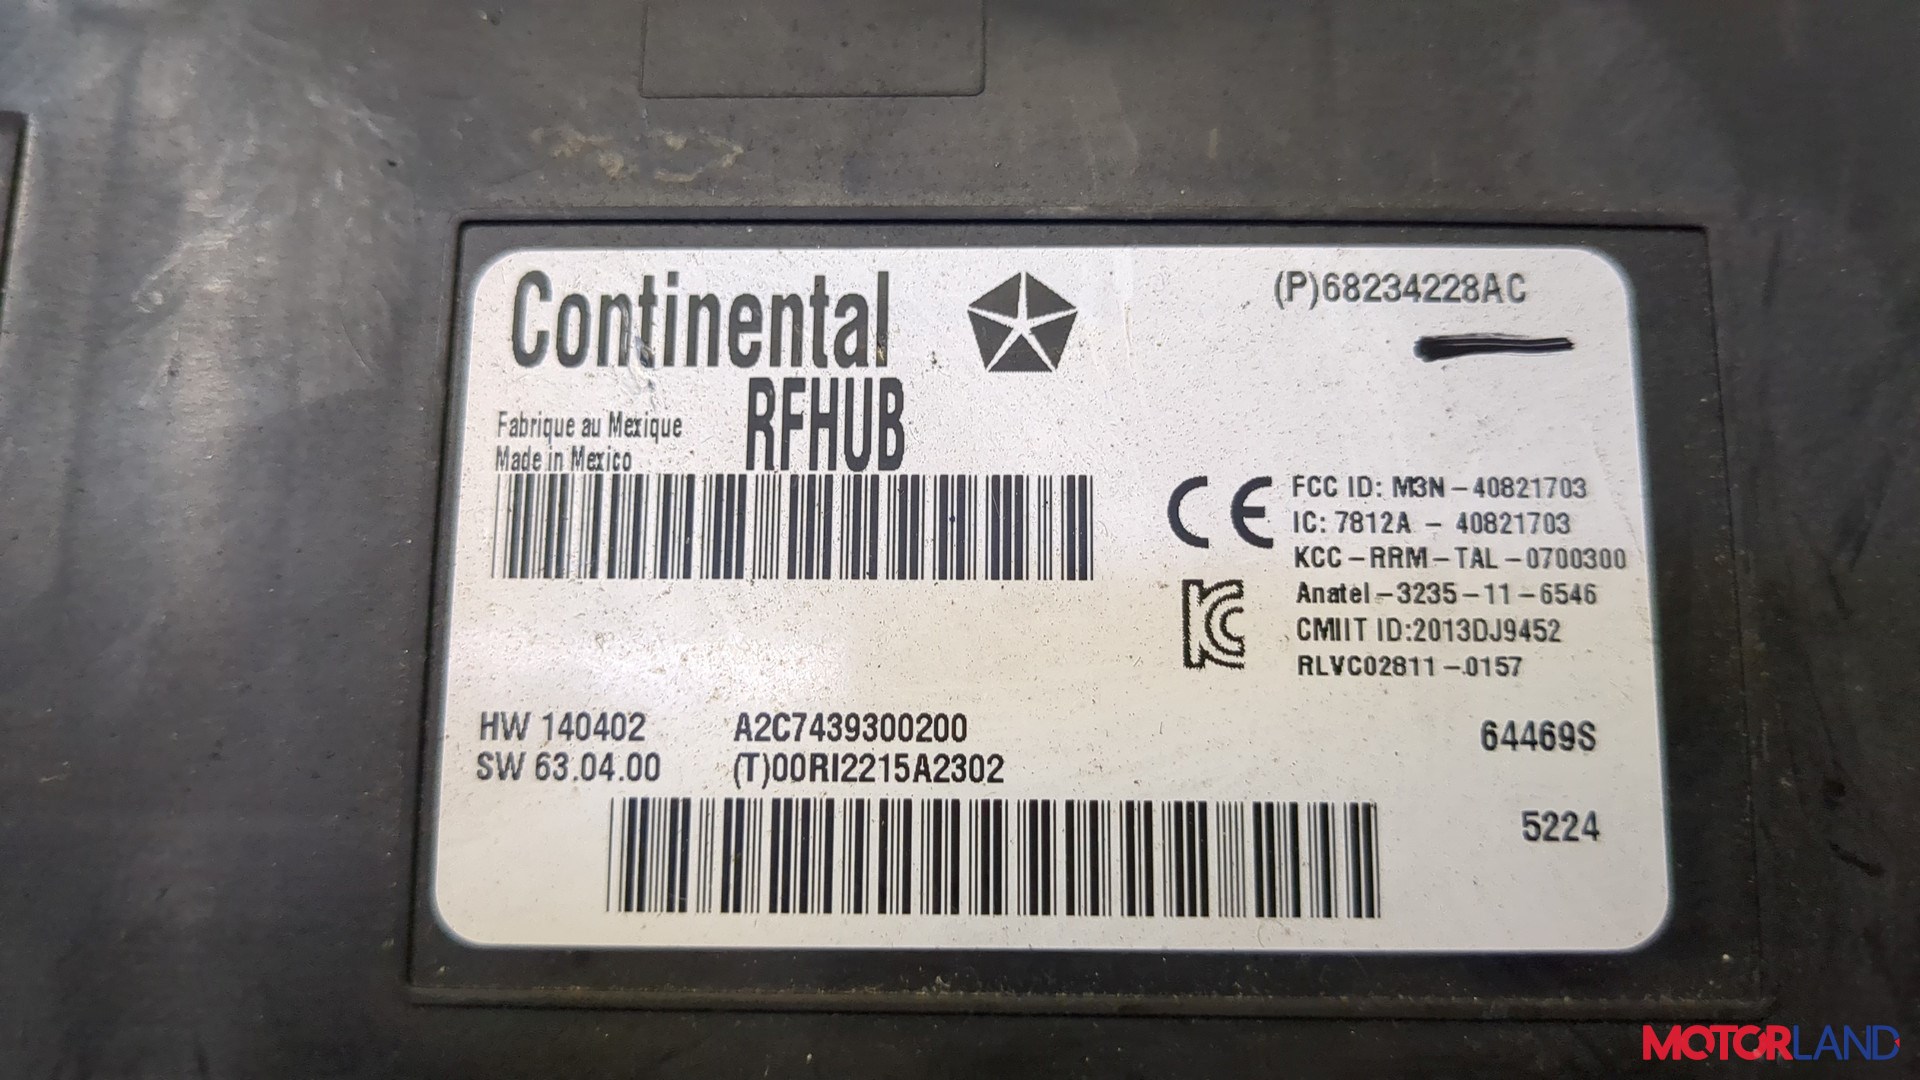 Continental
(P)68234228AC
RFHUB
Fabrique au Mexique
Made in Mexico
CE
FCC ID: M3N-40821703
IC: 7812A - 40821703
KCC-RRM-TAL-0700300
Anatel-3235-11-6546
CMIIT ID:2013DJ9452
RLVC02811-0157
HW 140402
A2C7439300200
64469S
SW 63.04.00
(T)00RI2215A2302
5224
MOTORLAND